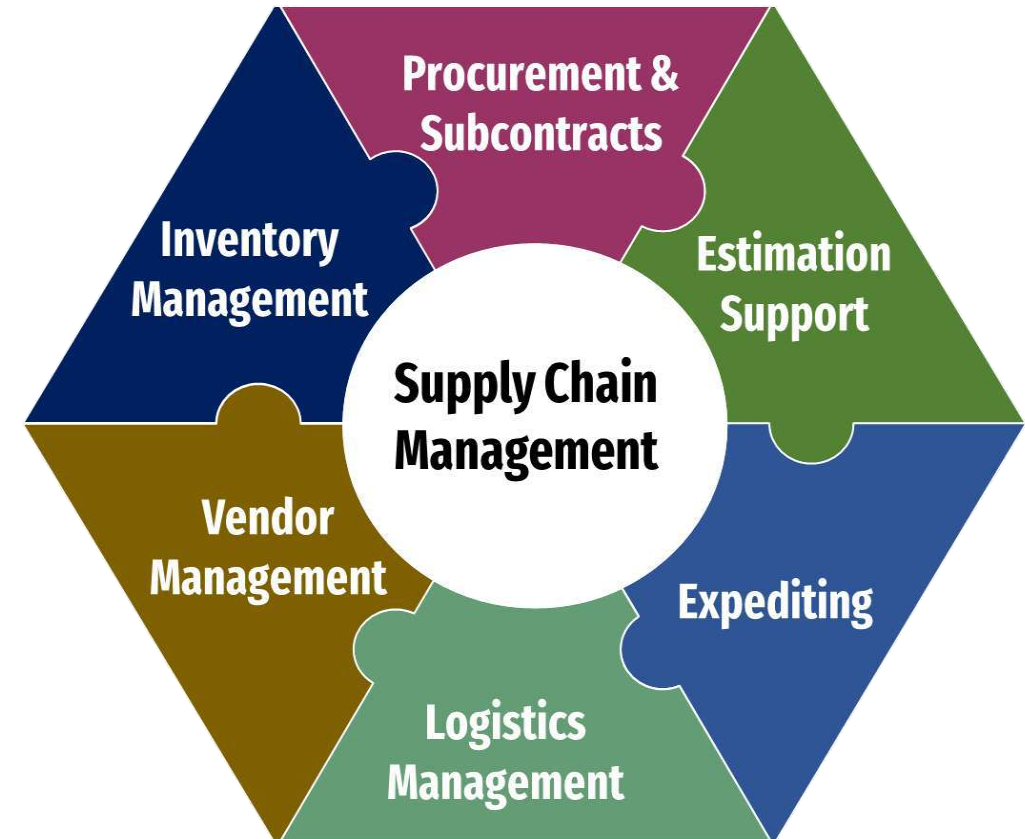 Procurement &
Subcontracts
Inventory
Management
Estimation
Support
Supply Chain
Management
Vendor
Management
Expediting
Logistics
Management